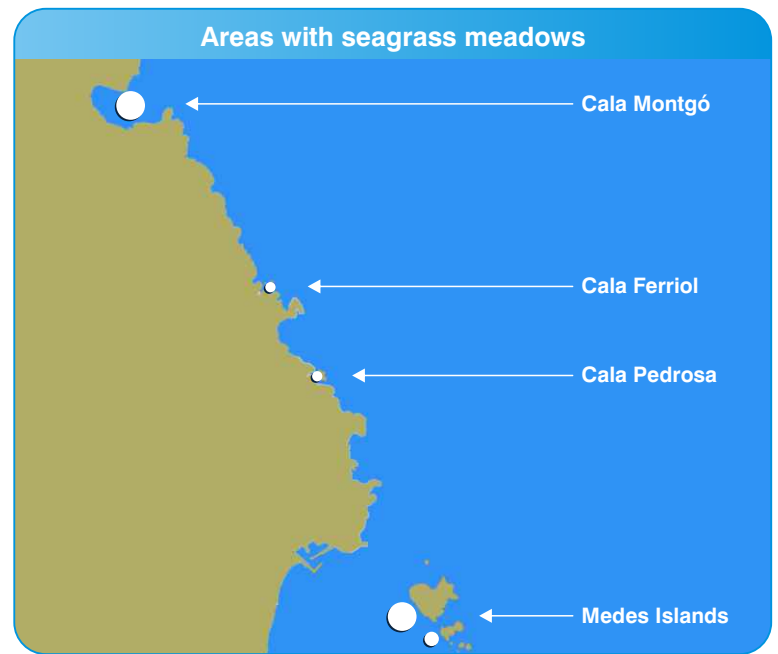 Areas with seagrass meadows
Cala Montgó
Cala Ferriol
Cala Pedrosa
Medes Islands